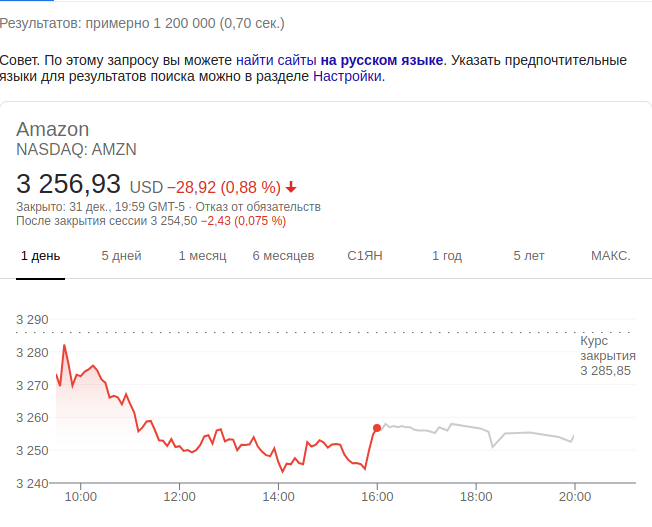 Результатов: примерно 1 200 000 (0,70 сек.)
Совет. По этому запросу вы можете найти сайты на русском языке. Указать предпочтительные
языки для результатов поиска можно в разделе Настройки.
Amazon
NASDAQ: AMZN
3 256,93 USD −28,92 (0,88 %)
Закрыто: 31 дек., 19:59 GMT-5 · Отказ от обязательств
После закрытия сессии 3 254,50 −2,43 (0,075 %)
1 день 5 дней 1 месяц 6 месяцев С1ЯН 1 год 5 лет МАКС.
3 290
Курс
закрытия
3 285,85
3 280
3 270
3 260
3 250
3 240
10:00 12:00 14:00 16:00 18:00 20:00